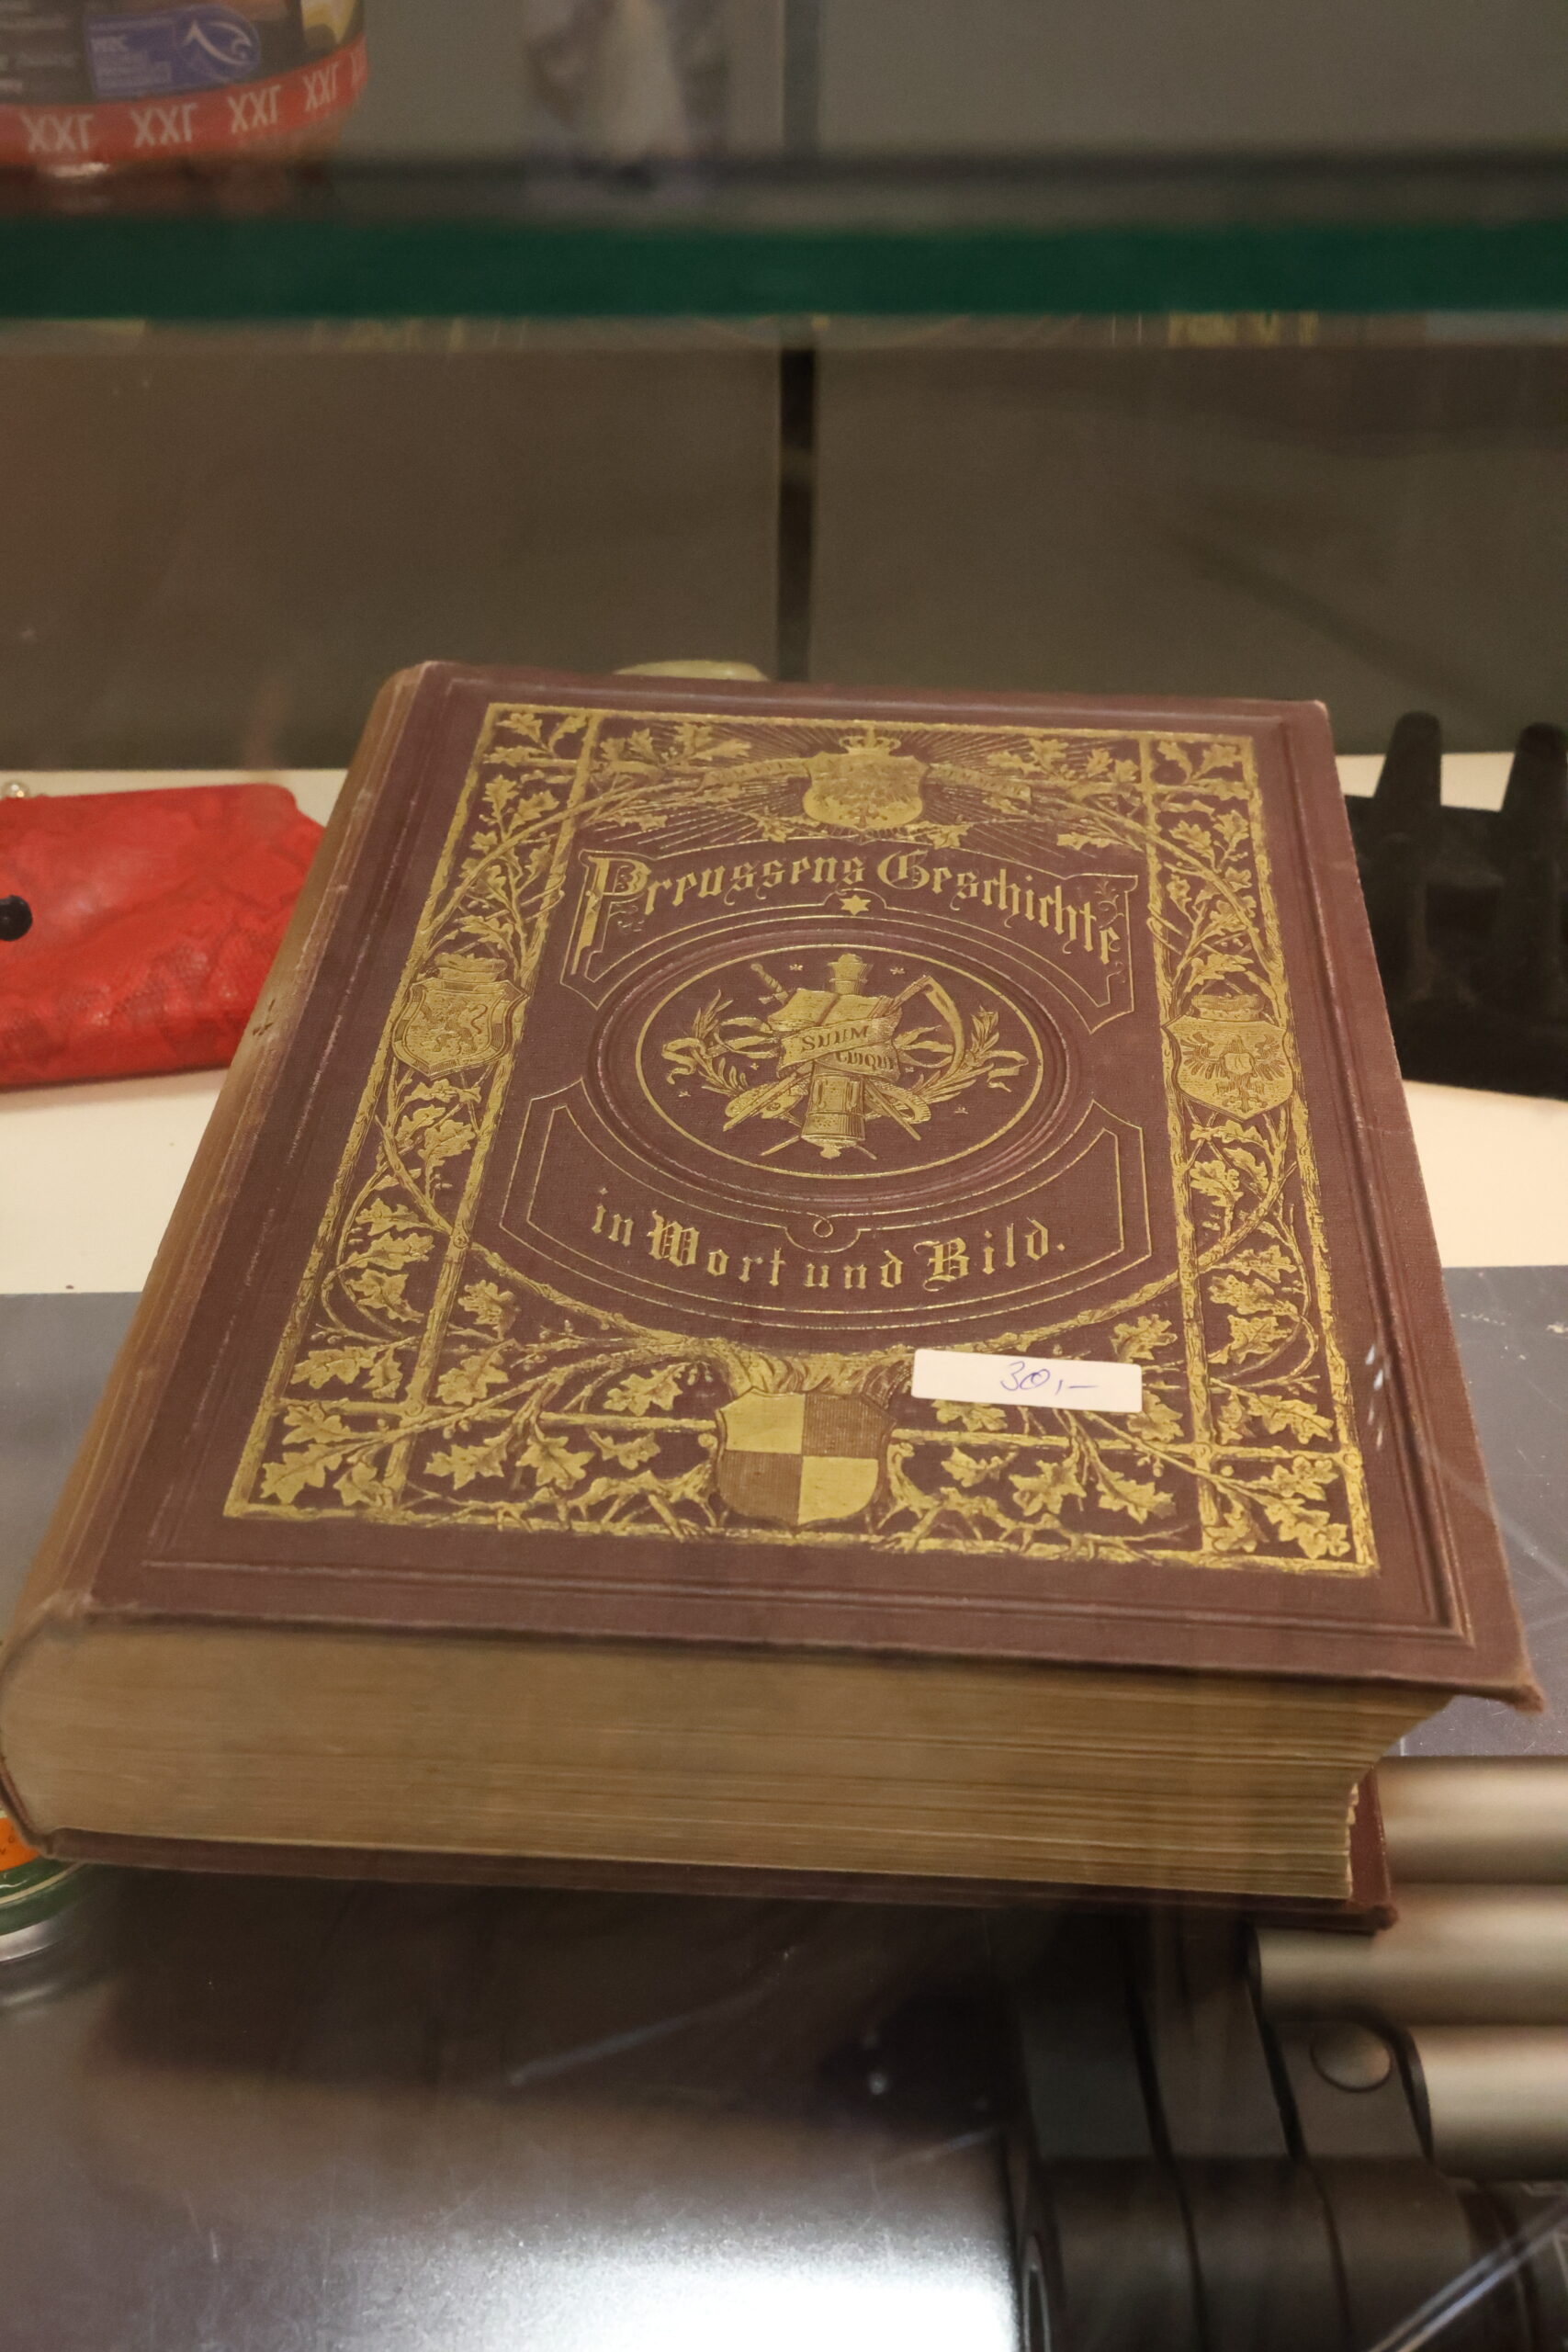 XXL XXL XXL XXL
Preussens Geschichte
SUUM
CUIQUE
in Wort und Bild.
30,-